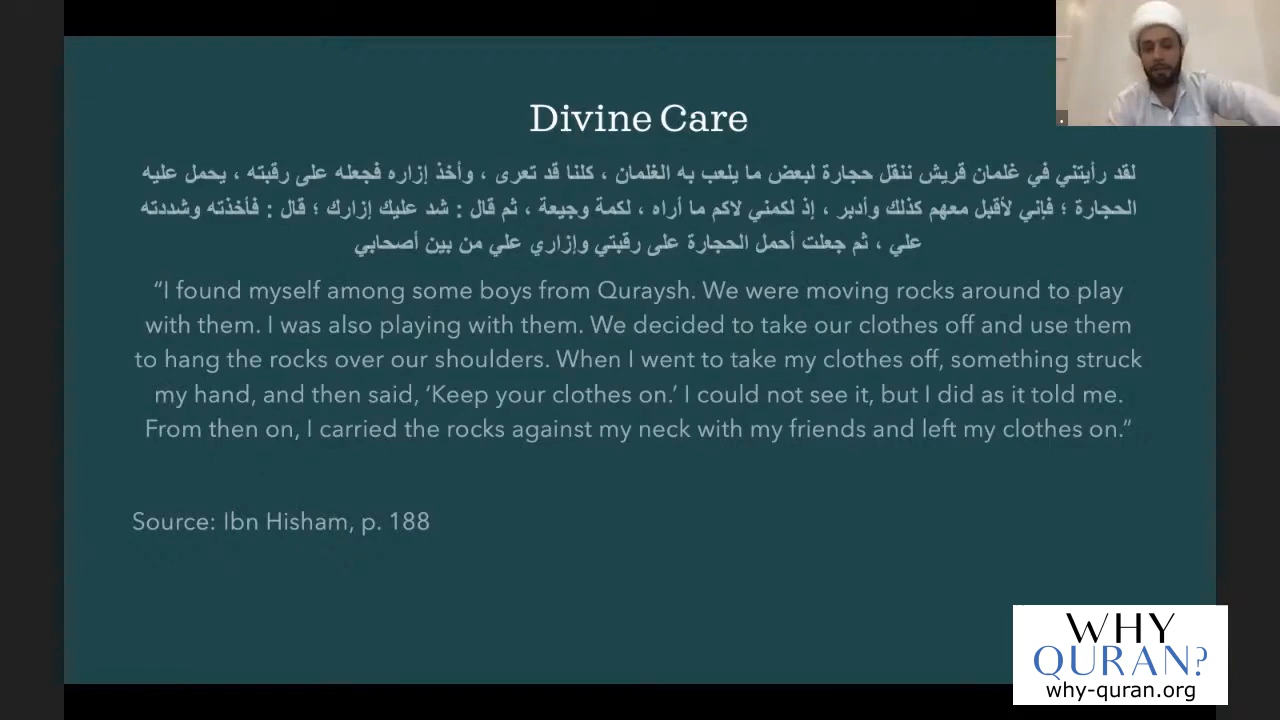 Divine Care
لقد رأيتني في غلمان قريش ننقل حجارة لبعض ما يلعب به الغلمان ، كلنا قد تعرى ، وأخذ إزاره فجعله على رقبته ، يحمل عليه
الحجارة ؛ فإني لأقبل معهم كذلك وأدبر ، إذ لكمني لاكم ما أراه ، لكمة وجيعة ، ثم قال : شد عليك إزارك ؛ قال : فأخذته وشددته
علي ، ثم جعلت أحمل الحجارة على رقبتي وإزاري علي من بين أصحابي
“I found myself among some boys from Quraysh. We were moving rocks around to play
with them. I was also playing with them. We decided to take our clothes off and use them
to hang the rocks over our shoulders. When I went to take my clothes off, something struck
my hand, and then said, ‘Keep your clothes on.’ I could not see it, but I did as it told me.
From then on, I carried the rocks against my neck with my friends and left my clothes on.”
Source: Ibn Hisham, p. 188
WHY
QURAN?
why-quran.org